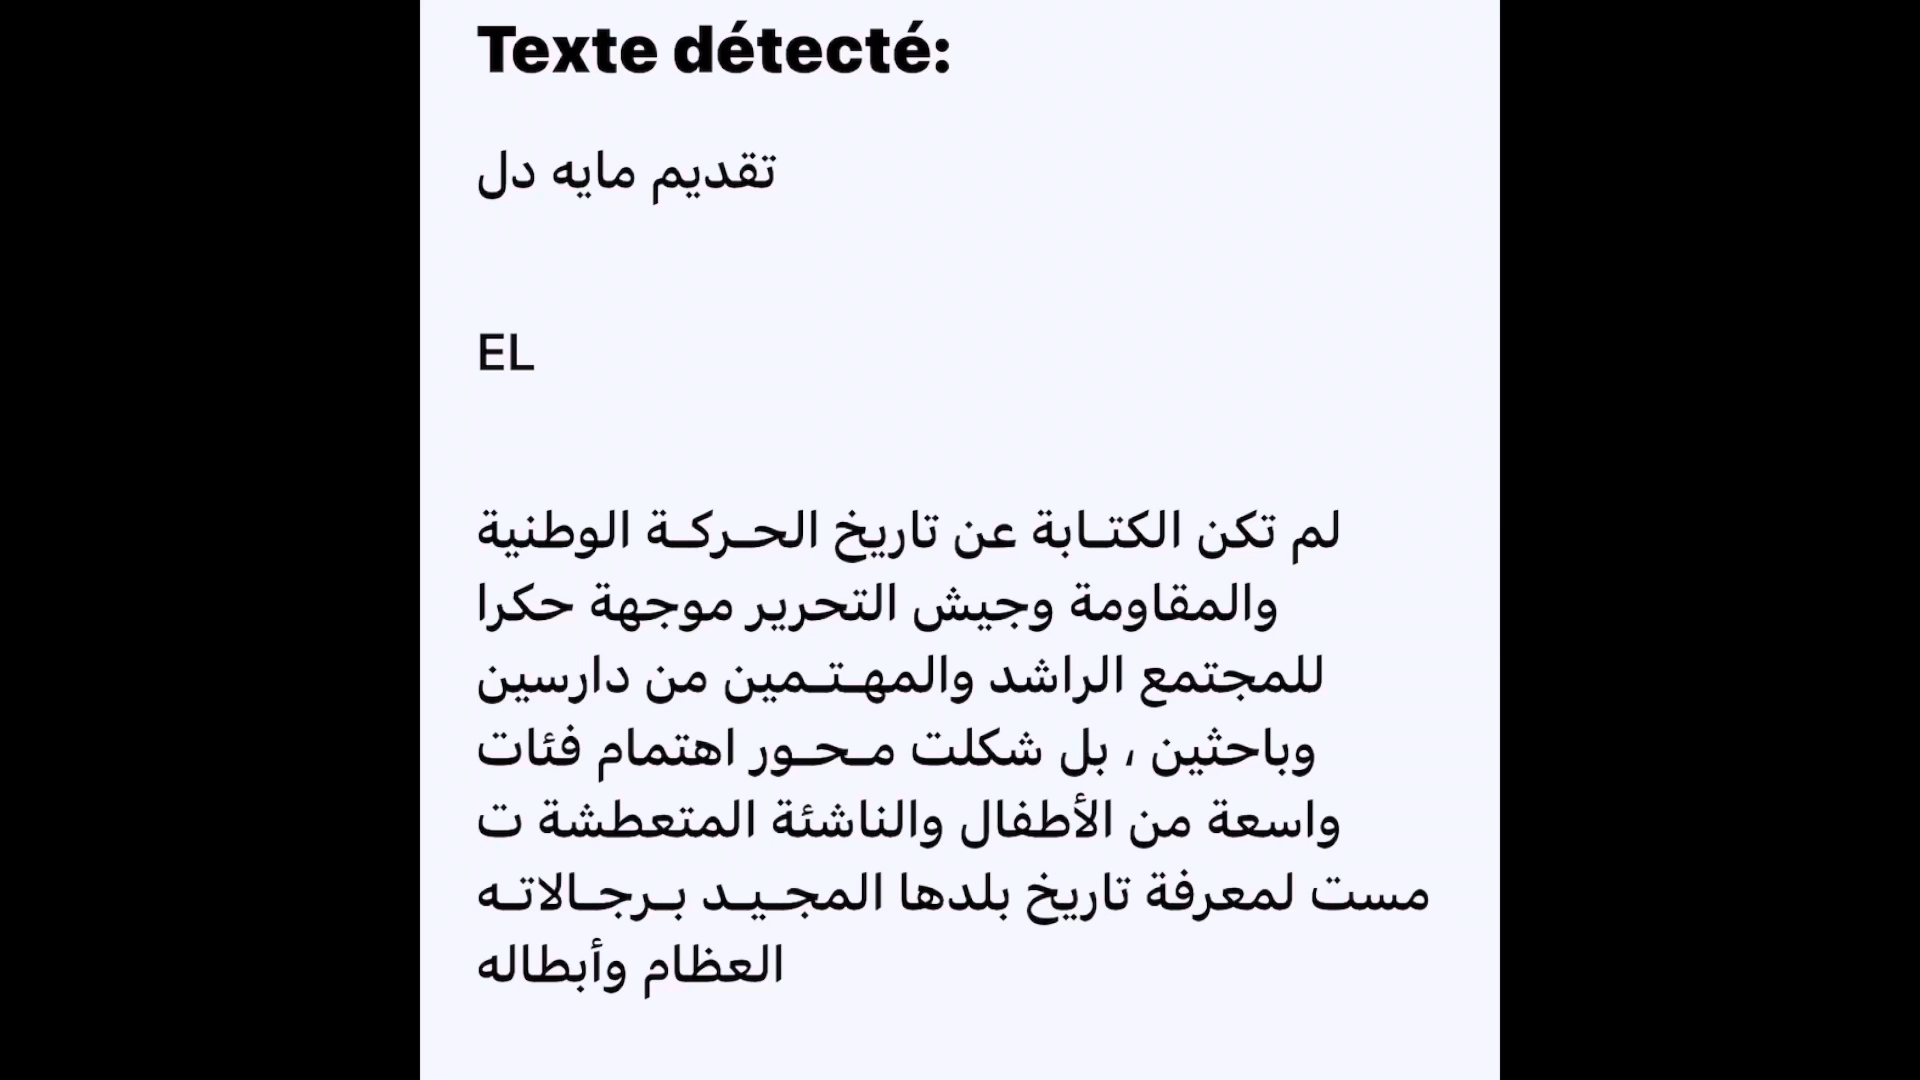 Texte détecté:
تقديم مايه دل
EL
لم تكن الكتـابة عن تاريخ الحـركـة الوطنية
والمقاومة وجيش التحرير موجهة حكرا
للمجتمع الراشد والمهـتـمين من دارسين
وباحثين ، بل شكلت مـحـور اهتمام فئات
واسعة من الأطفال والناشئة المتعطشة ت
مست لمعرفة تاريخ بلدها المجـيـد بـرجـالاتـه
العظام وأبطاله